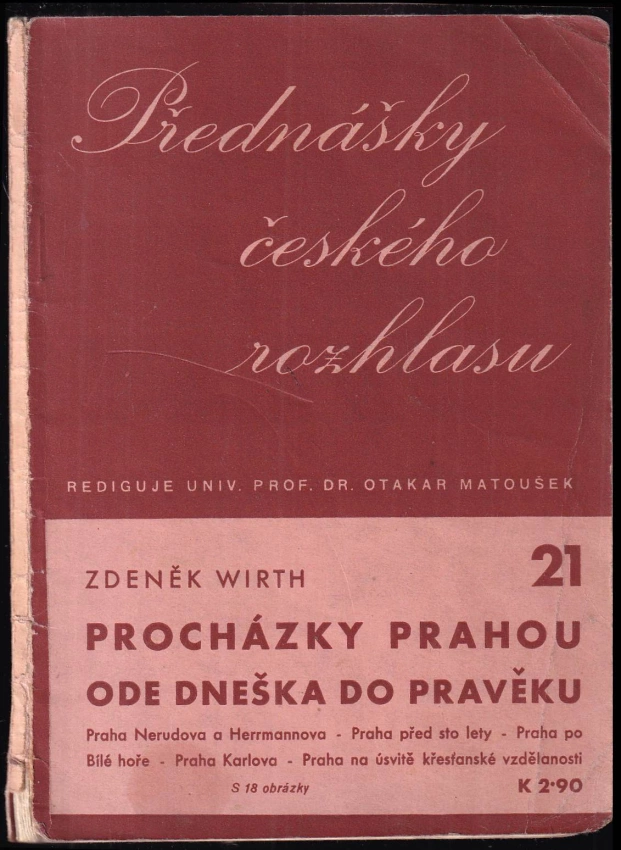 Přednášky
českého
rozhlasu
REDIGUJE UNIV. PROF. DR. OTAKAR MATOUŠEK
21
ZDENĚK WIRTH
PROCHÁZKY PRAHOU
ODE DNEŠKA DO PRAVĚKU
Praha Nerudova a Herrmannova - Praha před sto lety - Praha po
Bílé hoře - Praha Karlova - Praha na úsvitě křesťanské vzdělanosti
S 18 obrázky
K 2·90